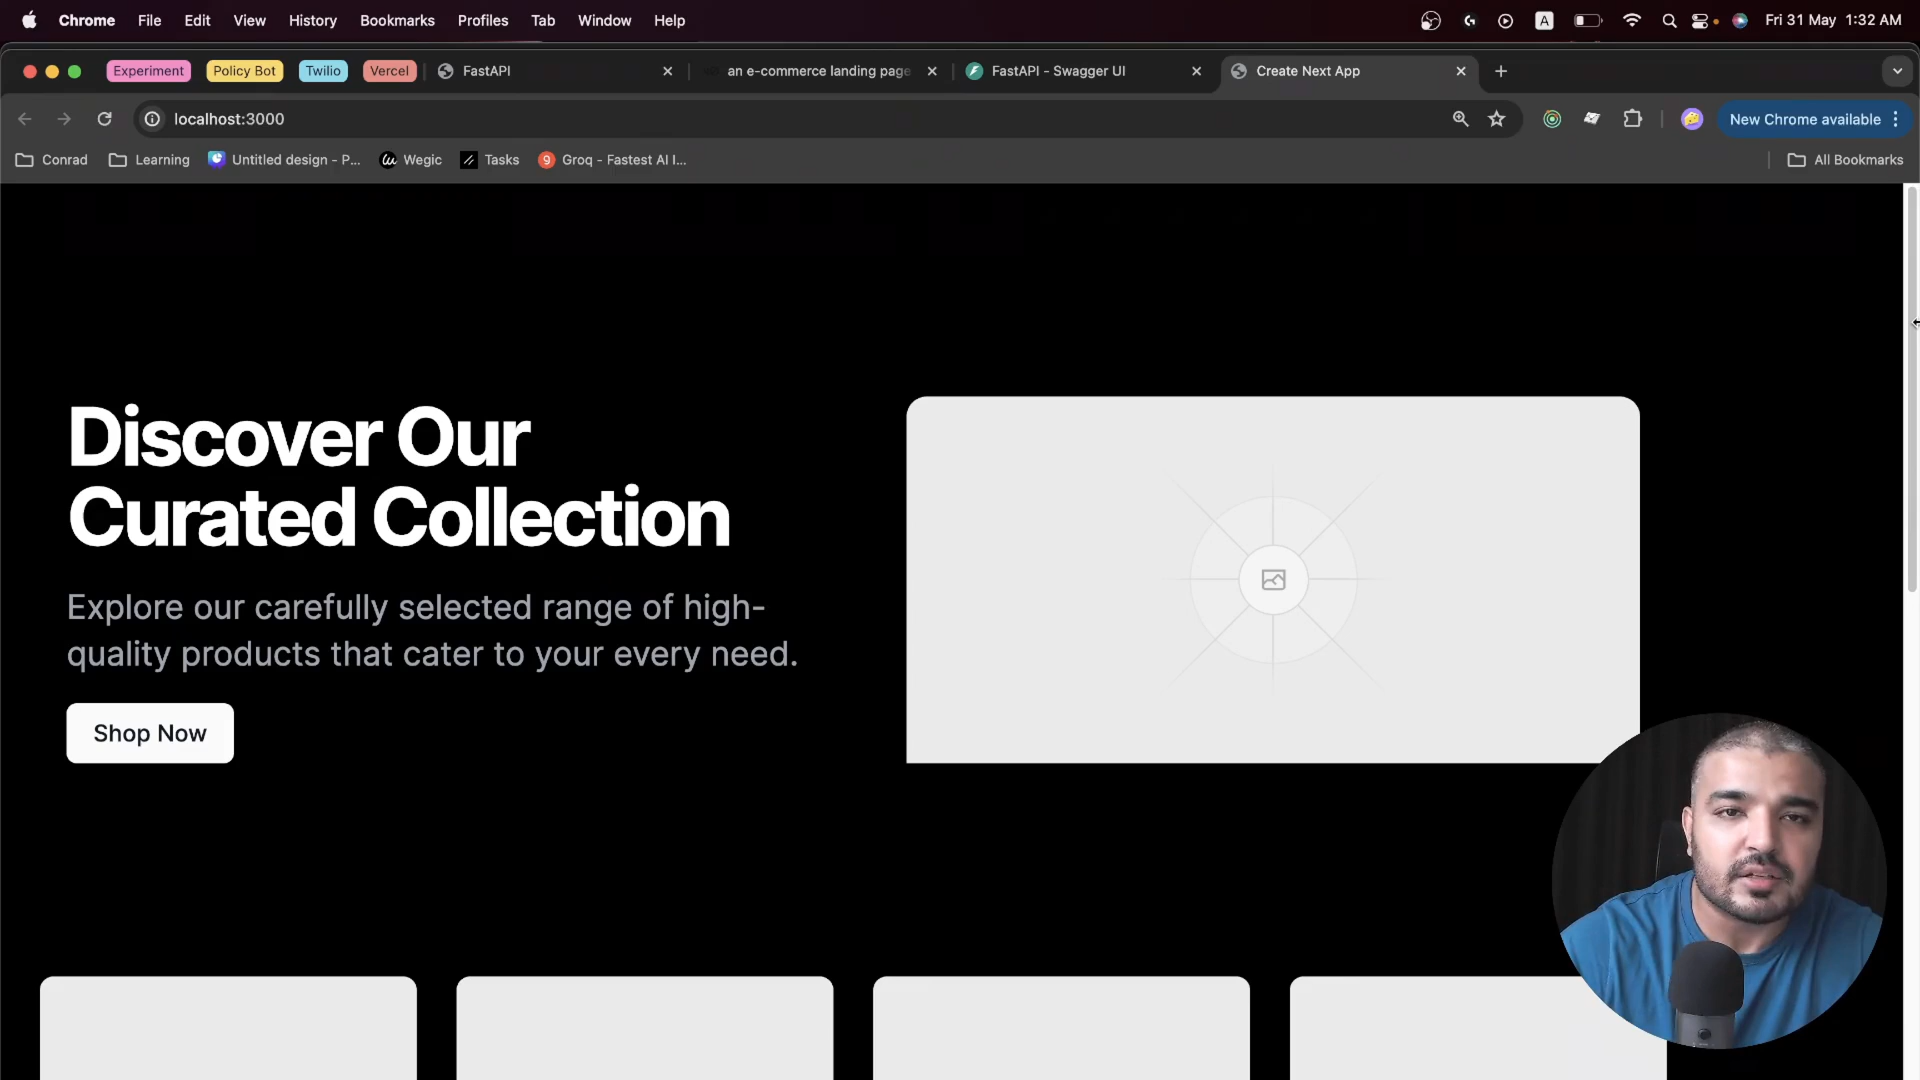 Chrome File Edit View History Bookmarks Profiles Tab Window Help A Fri 31 May 1:32 AM
Experiment Policy Bot Twilio Vercel FastAPI an e-commerce landing page FastAPI - Swagger UI Create Next App
localhost:3000 New Chrome available
Conrad Learning Untitled design - P... Wegic Tasks 9 Groq - Fastest AI I... All Bookmarks
Discover Our
Curated Collection
Explore our carefully selected range of high-
quality products that cater to your every need.
Shop Now